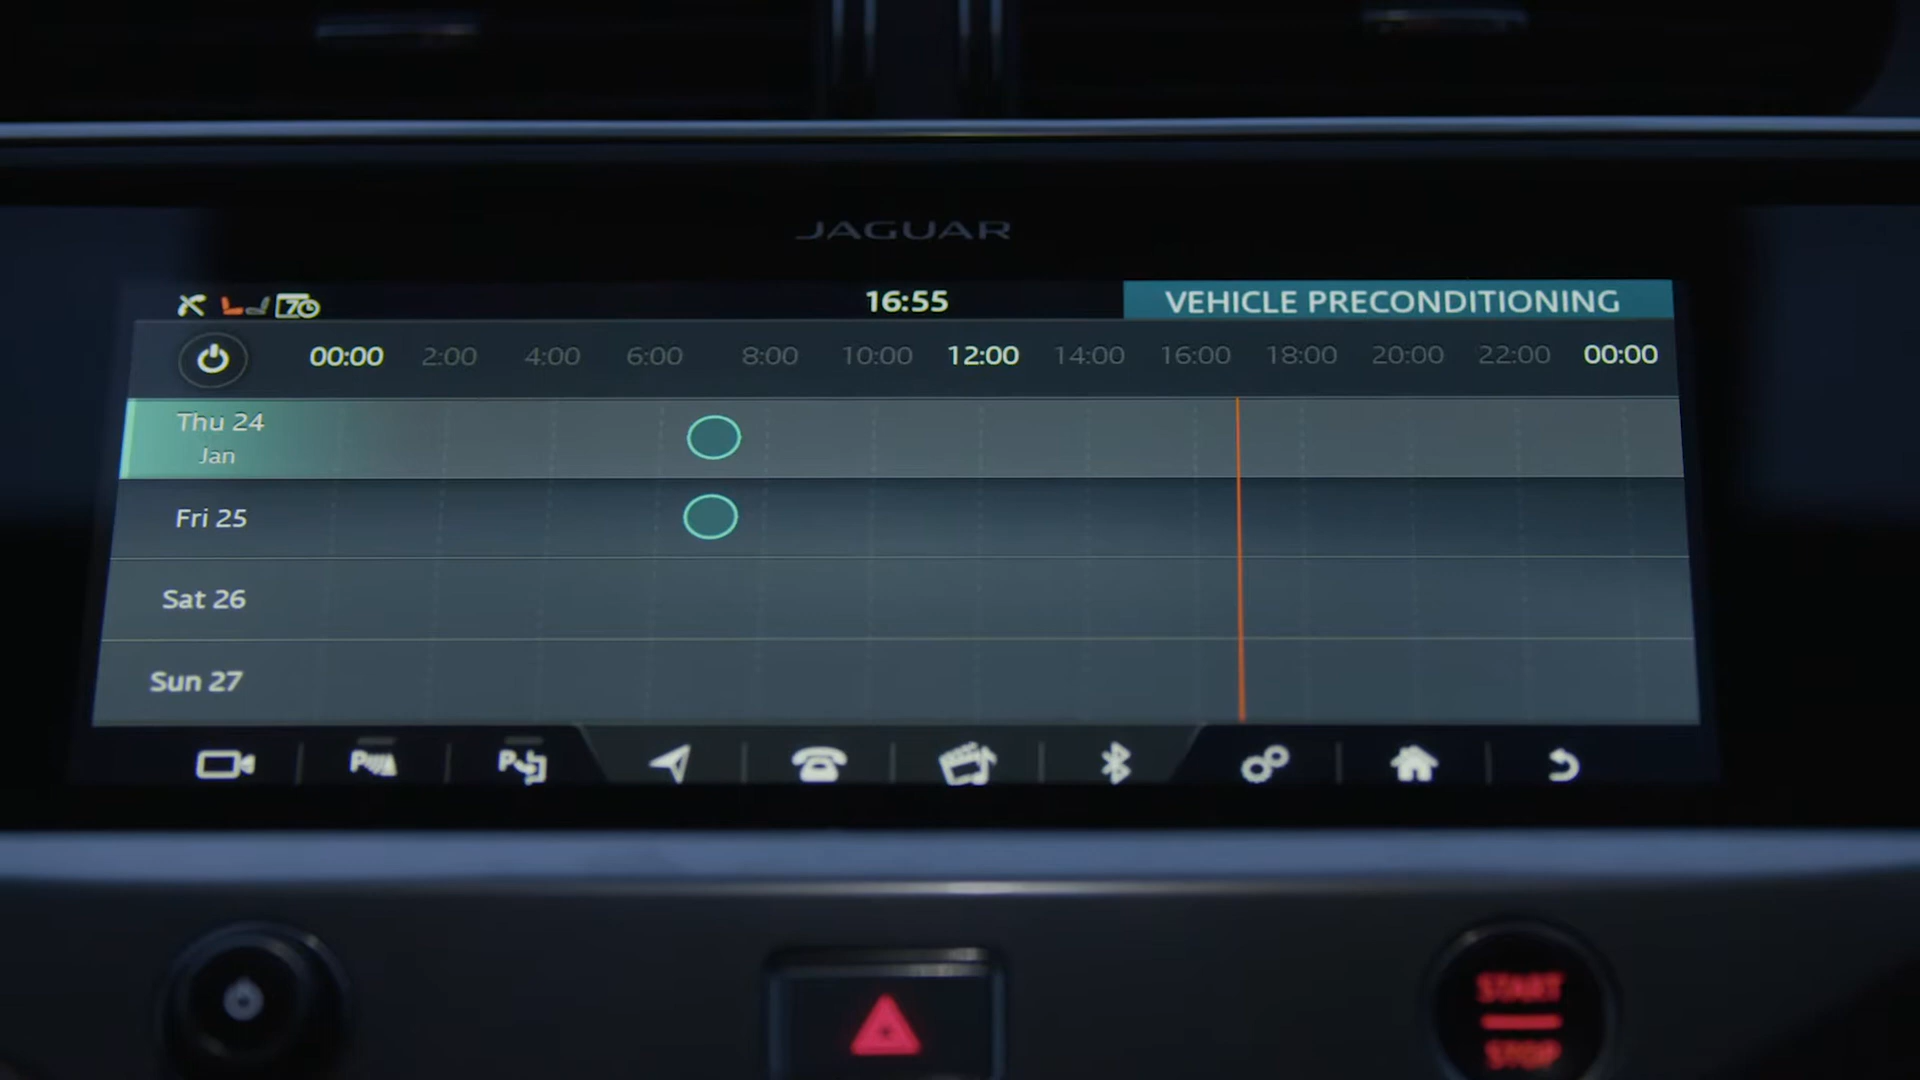 JAGUAR
7
16:55
VEHICLE PRECONDITIONING
00:00 2:00 4:00 6:00 8:00 10:00 12:00 14:00 16:00 18:00 20:00 22:00 00:00
Thu 24
Jan
Fri 25
Sat 26
Sun 27
P
P
START
STOP